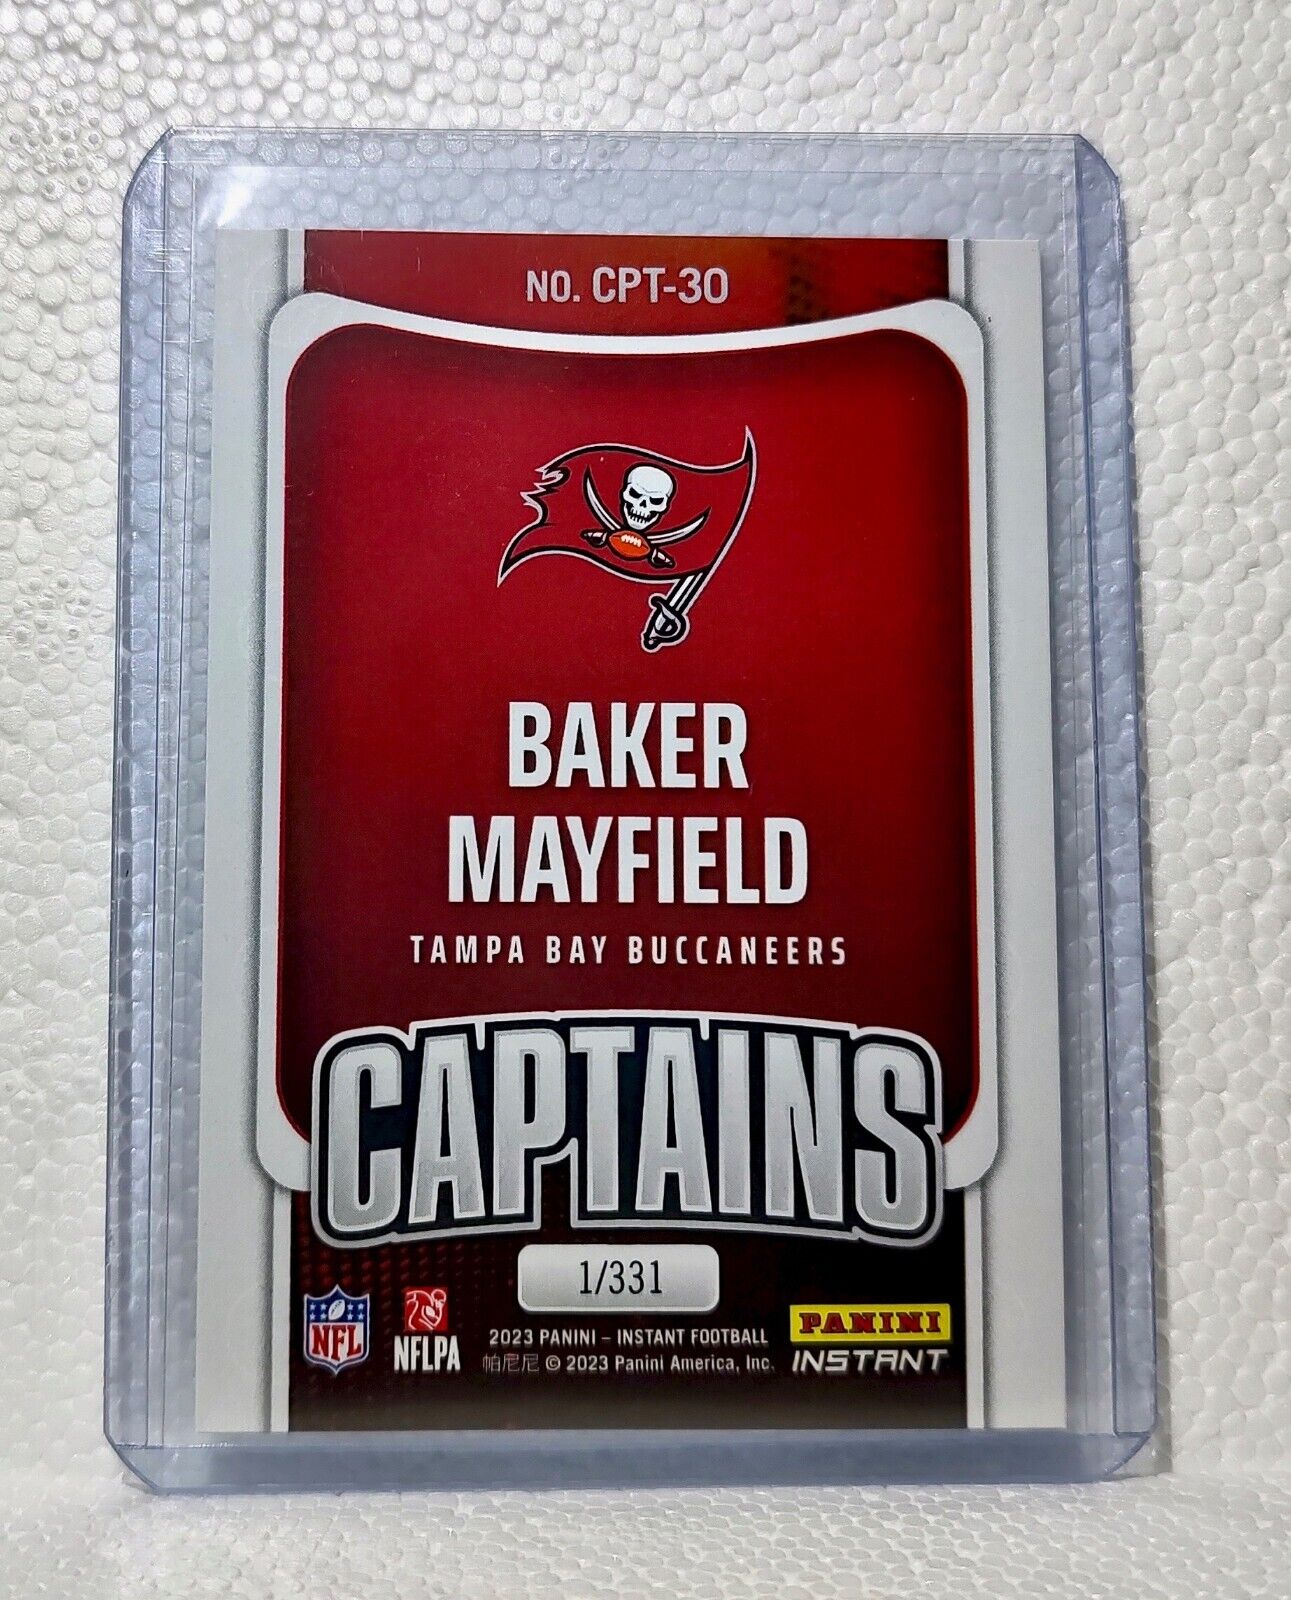 NO. CPT-30
BAKER
MAYFIELD
TAMPA BAY BUCCANEERS
CAPTAINS
1/331
NFL
NFLPA
2023 PANINI – INSTANT FOOTBALL
帕尼尼 © 2023 Panini America, Inc.
PANINI
INSTANT